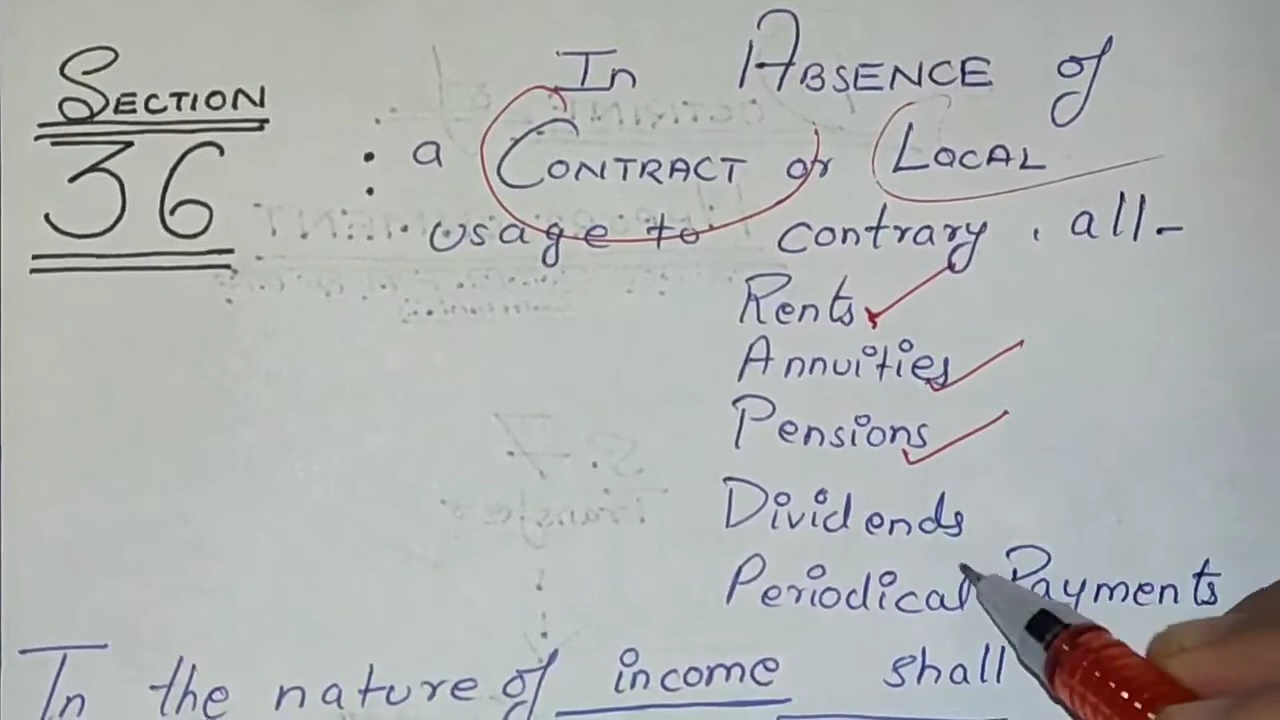 SECTION
36
: In ABSENCE of
a CONTRACT or LOCAL
usage to contrary, all-
Rents
Annuities
Pensions
Dividends
Periodical Payments
In the nature of income shall